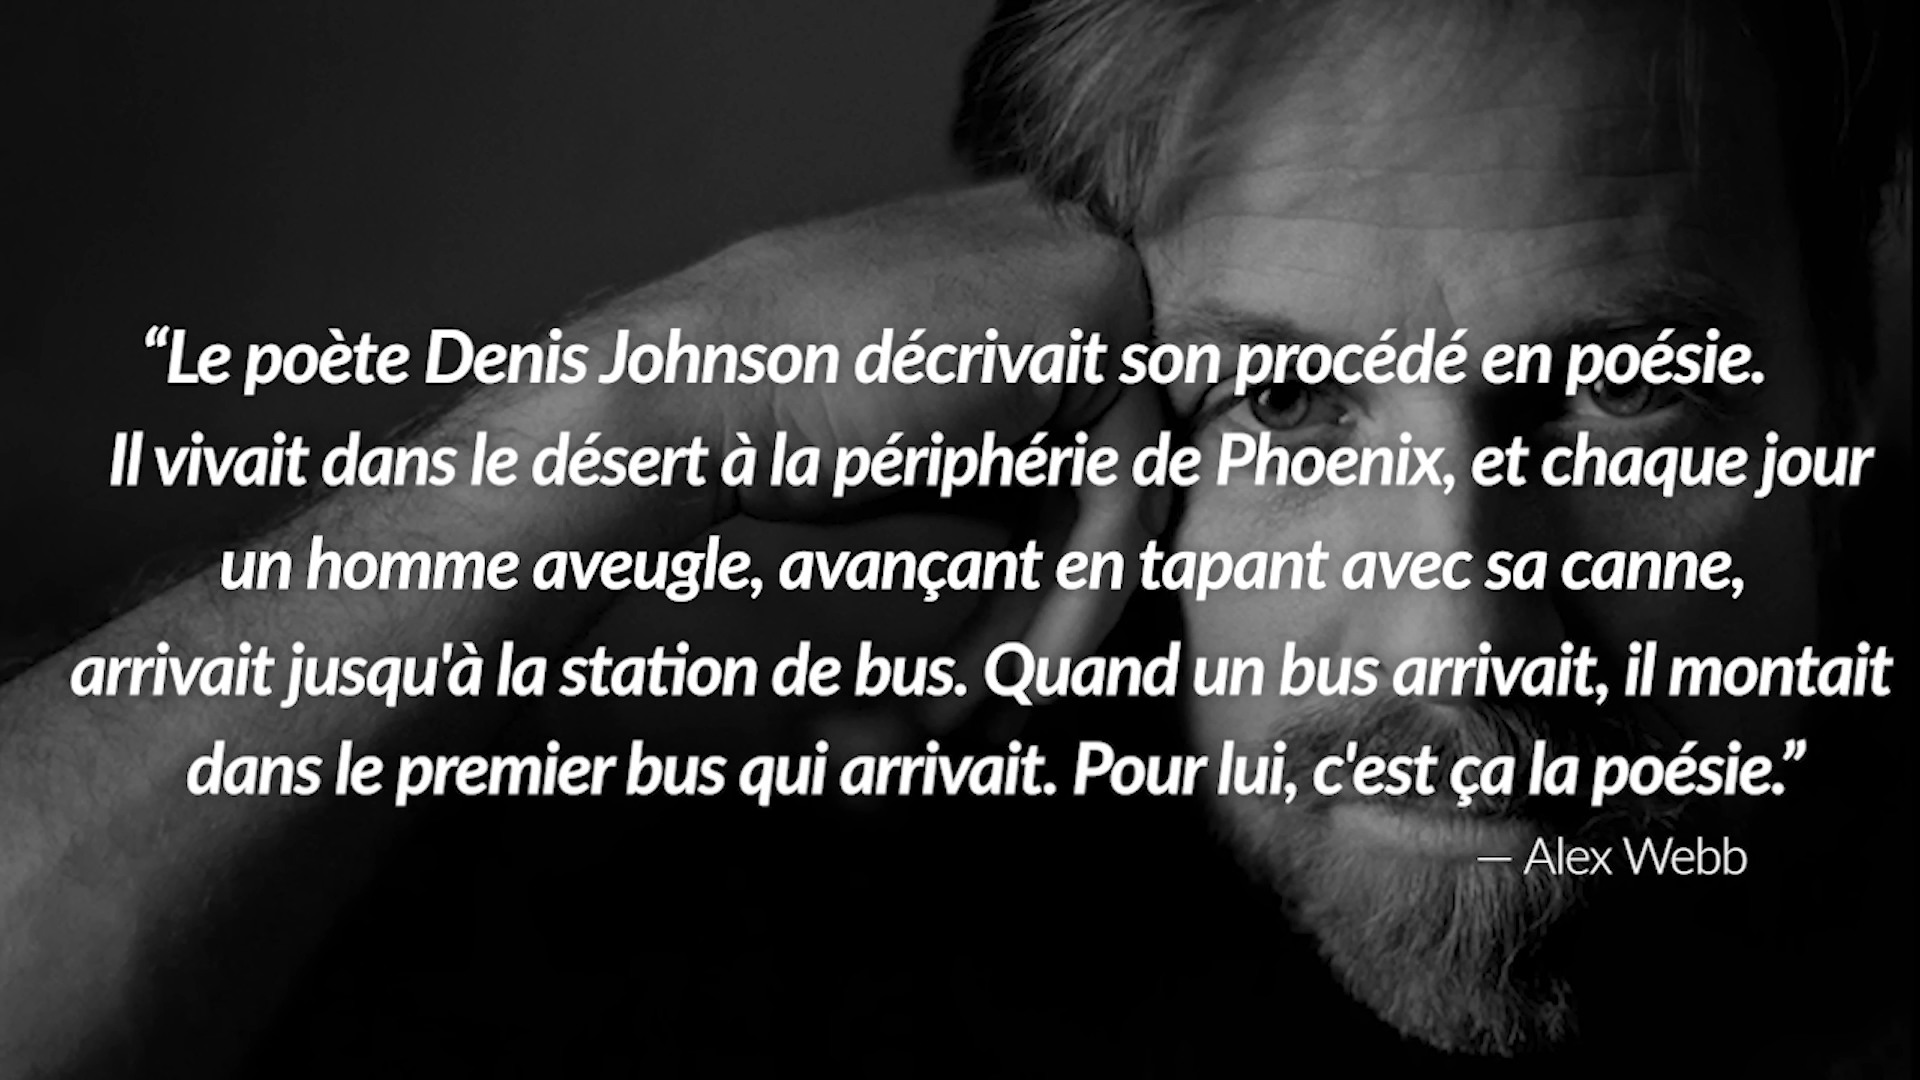 “Le poète Denis Johnson décrivait son procédé en poésie.
Il vivait dans le désert à la périphérie de Phoenix, et chaque jour
un homme aveugle, avançant en tapant avec sa canne,
arrivait jusqu'à la station de bus. Quand un bus arrivait, il montait
dans le premier bus qui arrivait. Pour lui, c'est ça la poésie.”
— Alex Webb